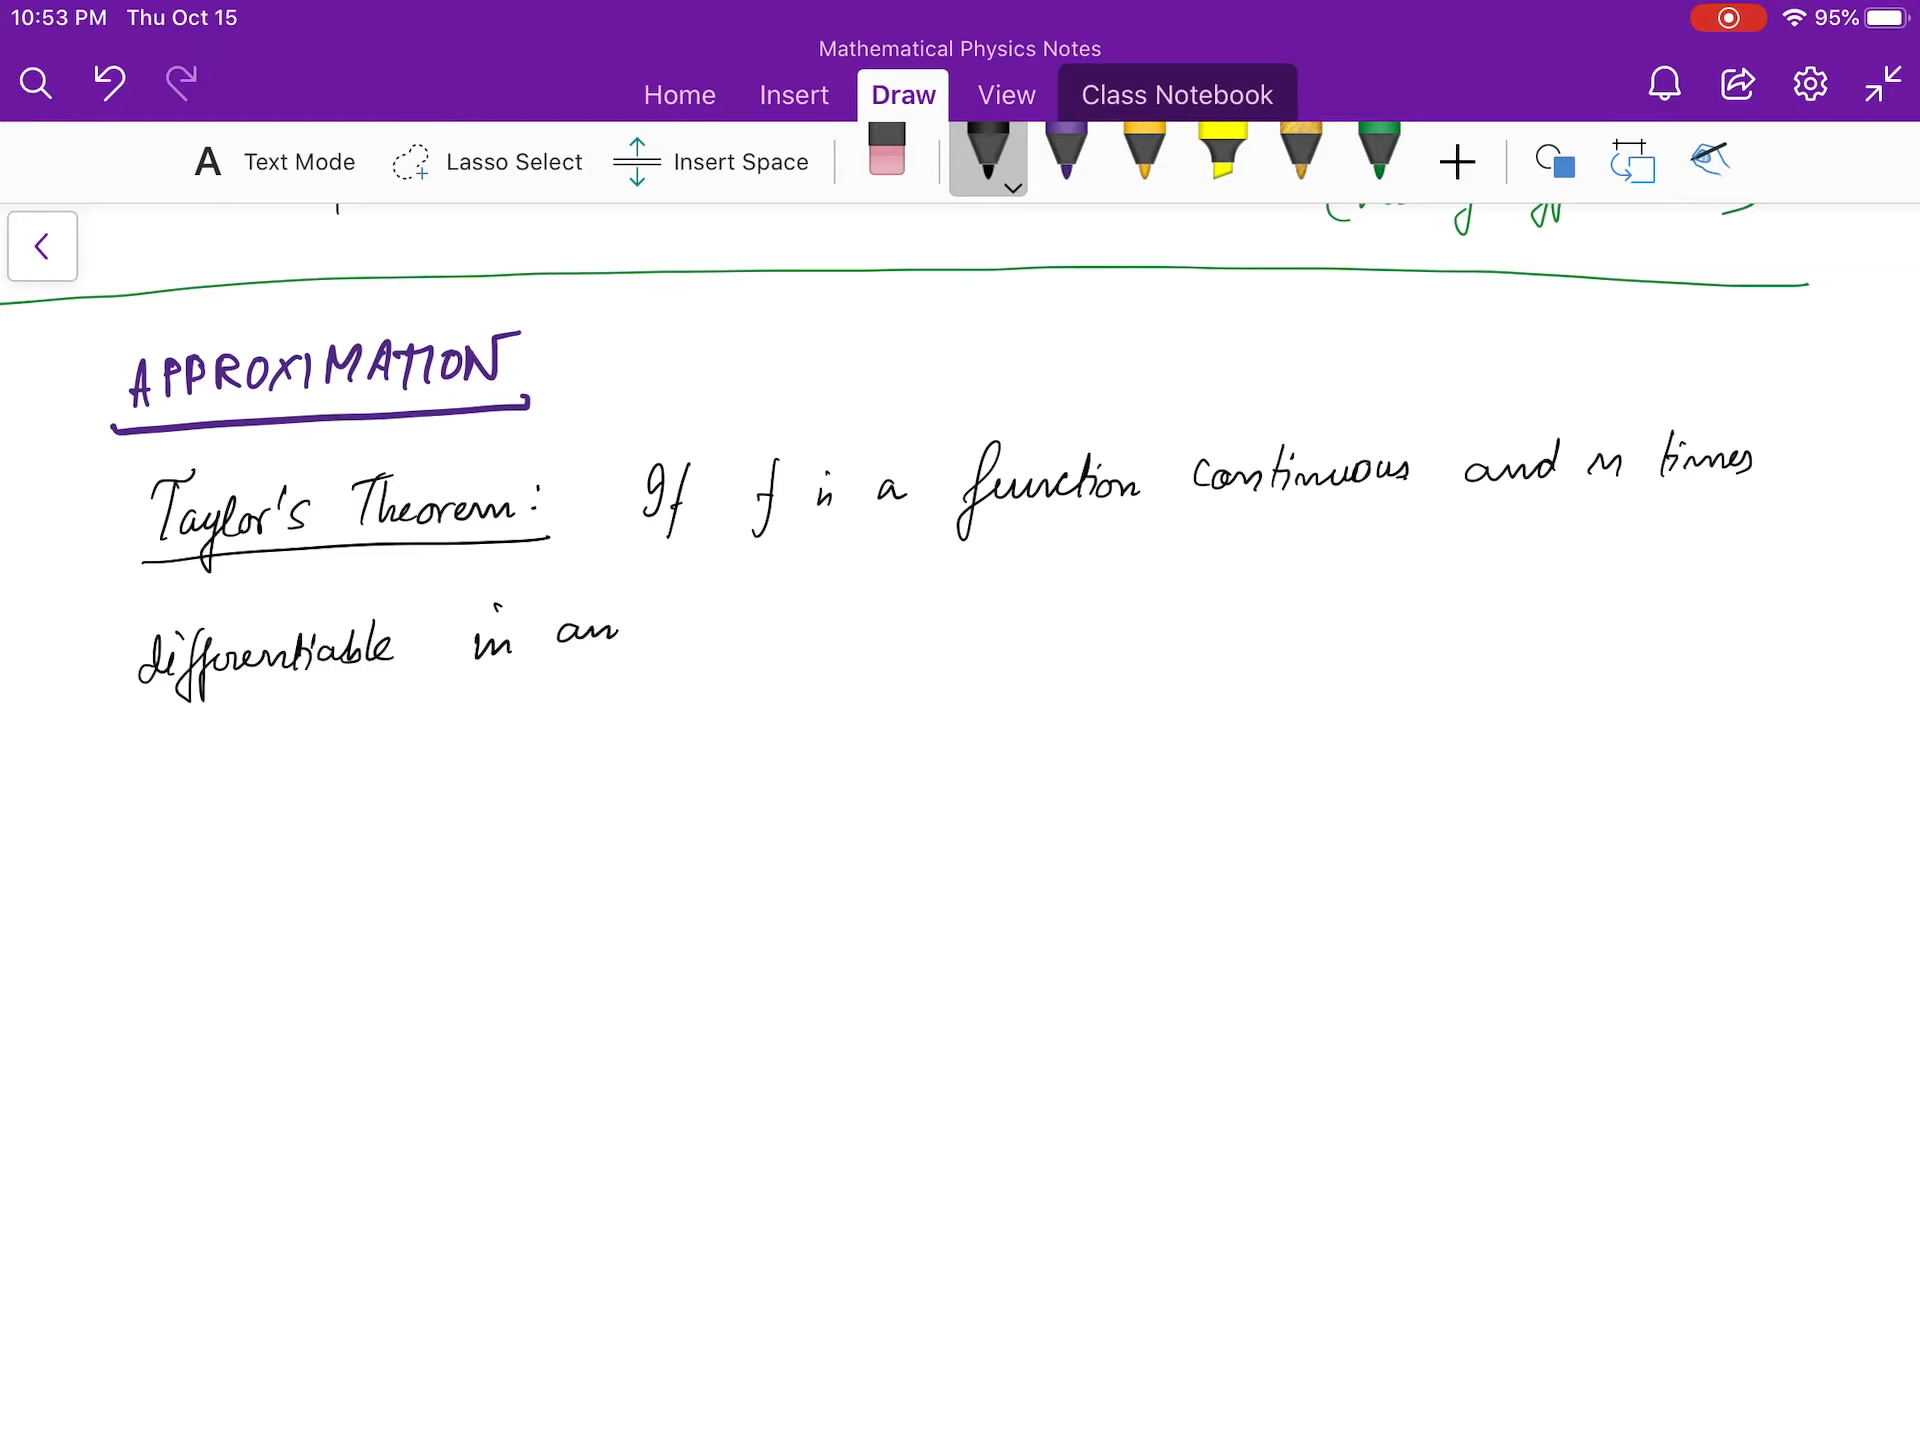 10:53 PM Thu Oct 15
95%
Mathematical Physics Notes
Home Insert Draw View Class Notebook
A Text Mode Lasso Select Insert Space
APPROXIMATION
Taylor's Theorem: If f is a function continuous and n times
differentiable in an